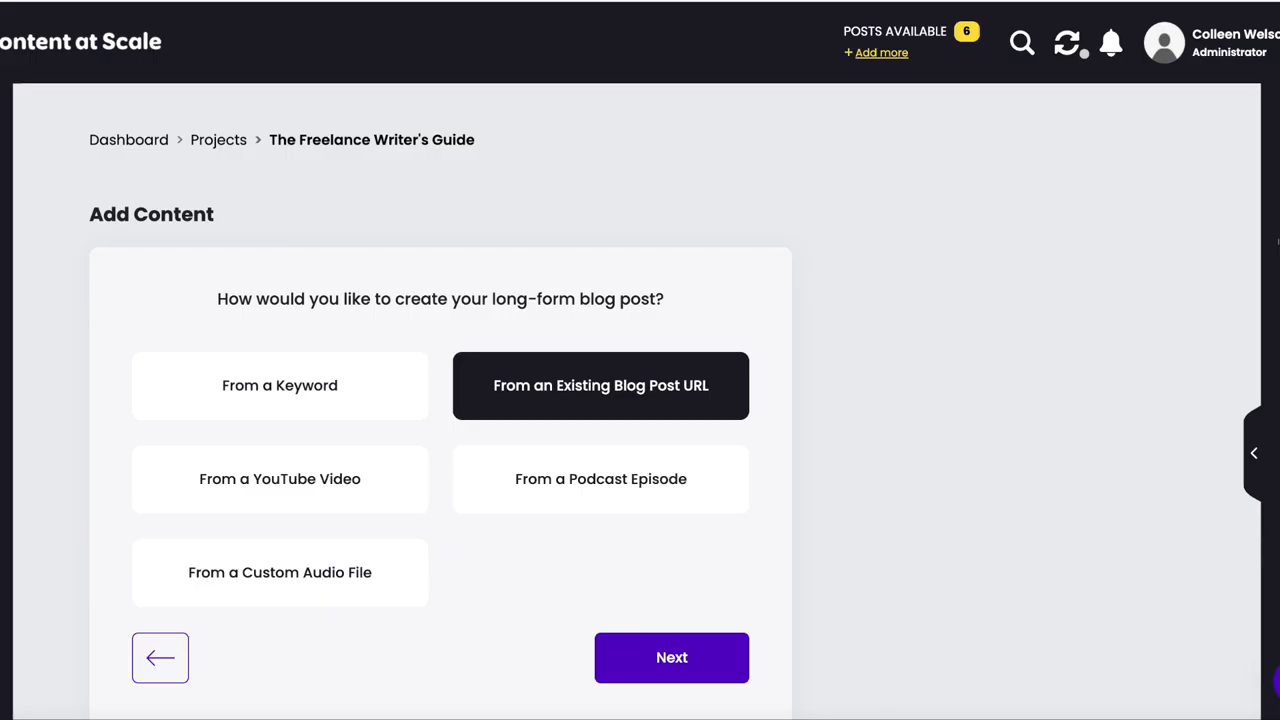 ontent at Scale
POSTS AVAILABLE 6
+ Add more
Colleen Welsc
Administrator
Dashboard > Projects > The Freelance Writer's Guide
Add Content
How would you like to create your long-form blog post?
From a Keyword
From an Existing Blog Post URL
From a YouTube Video
From a Podcast Episode
From a Custom Audio File
Next